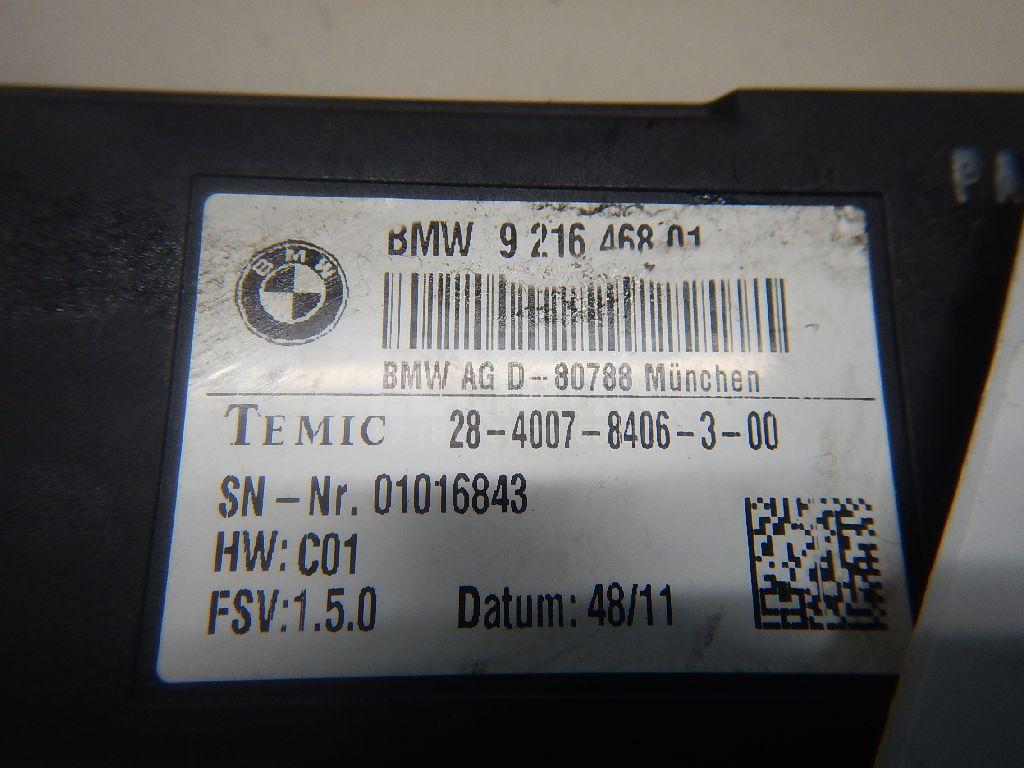 BMW 9 216 468 01
BMW
BMW AG D-80788 München
TEMIC 28-4007-8406-3-00
SN-Nr. 01016843
HW: C01
FSV:1.5.0 Datum: 48/11